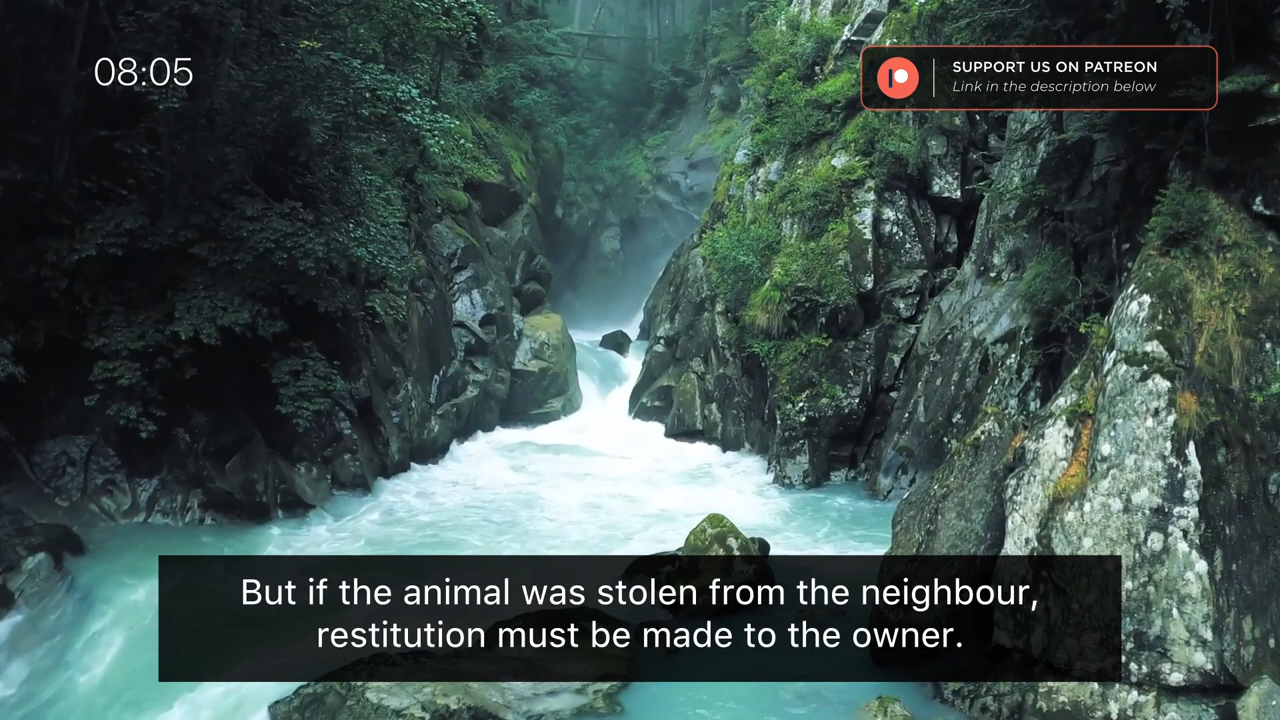 08:05
SUPPORT US ON PATREON
Link in the description below
But if the animal was stolen from the neighbour,
restitution must be made to the owner.